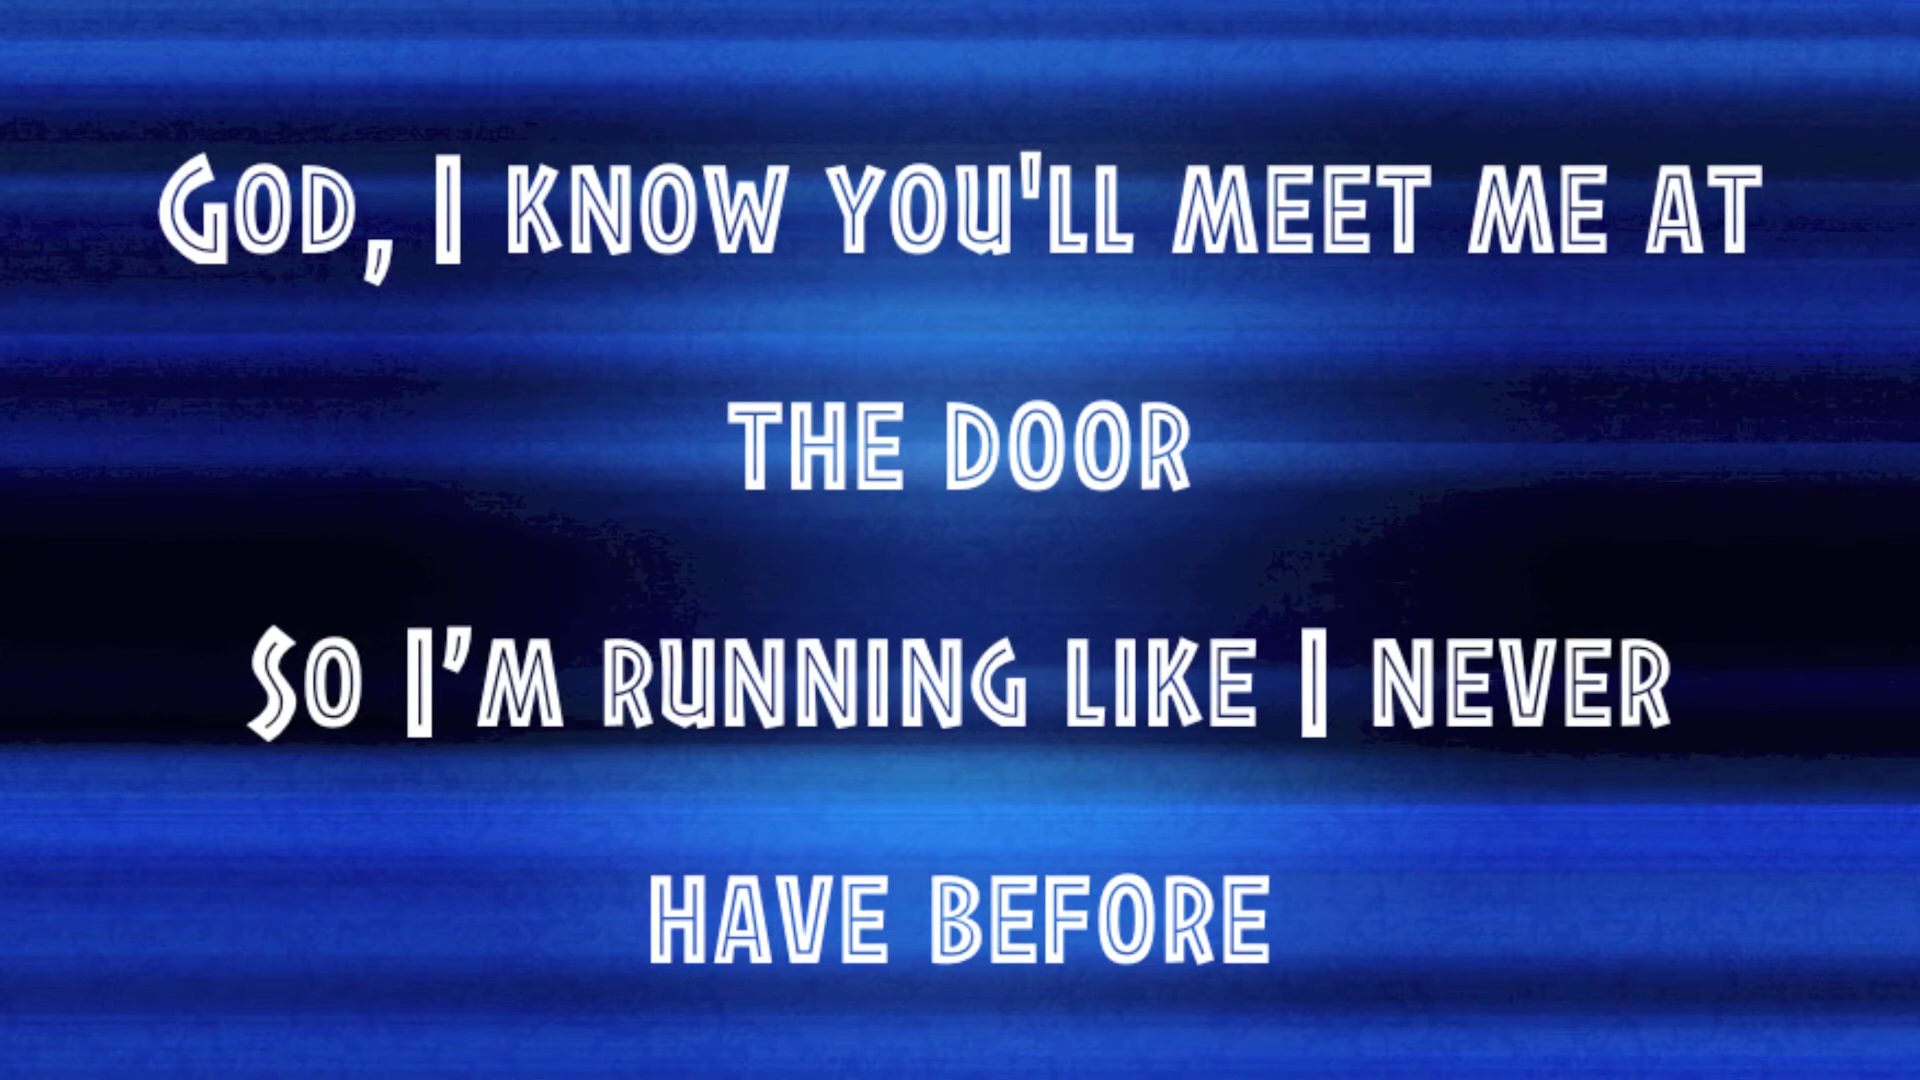 God, I know you'll meet me at
the door
So I’m running like I never
have before